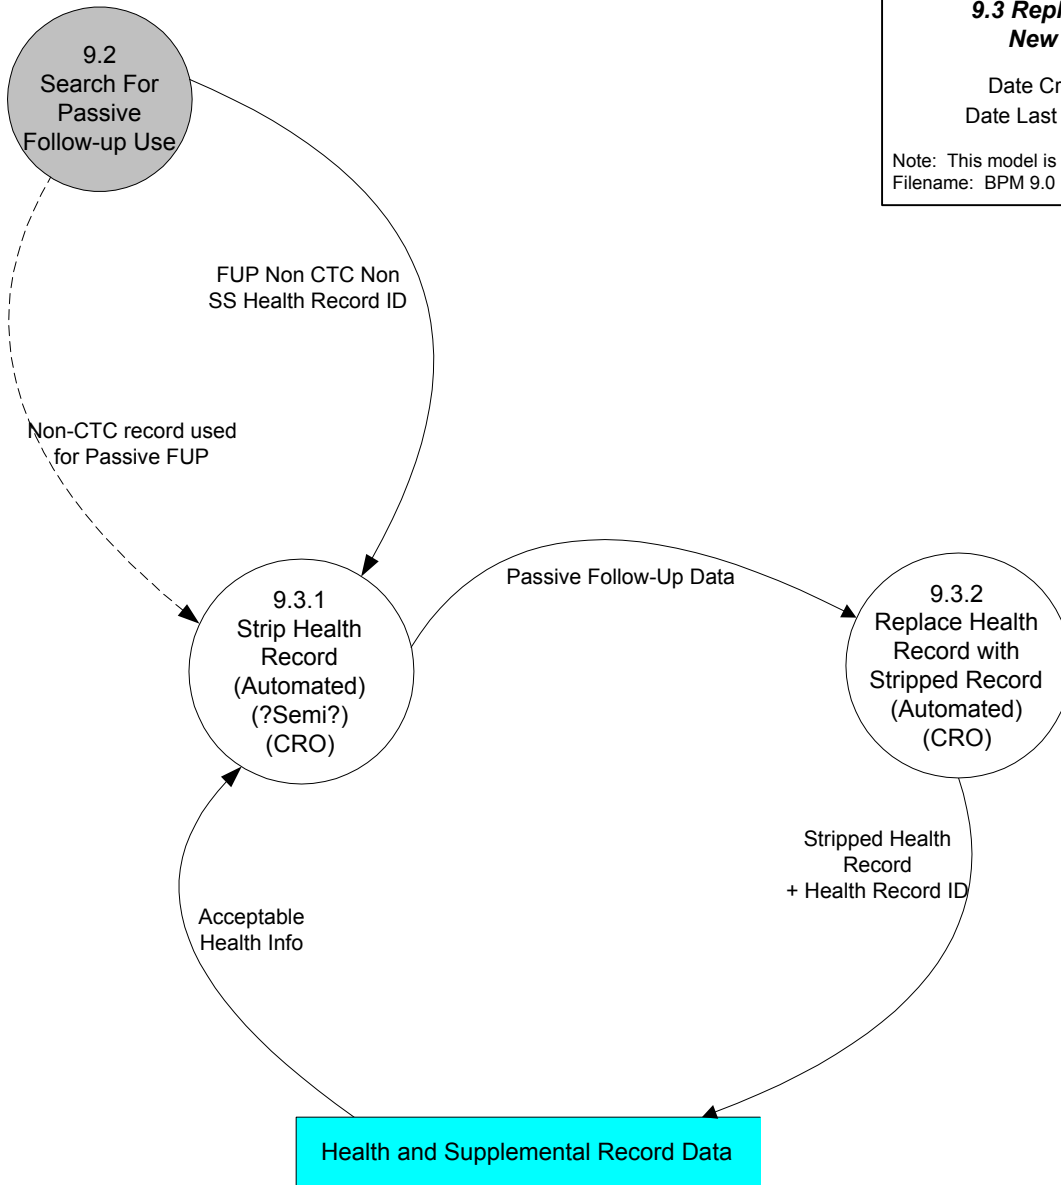 9.2
Search For
Passive
Follow-up Use
9.3 Repl
New
Date Cr
Date Last
Note: This model is
Filename: BPM 9.0
FUP Non CTC Non
SS Health Record ID
Non-CTC record used
for Passive FUP
Passive Follow-Up Data
9.3.1
Strip Health
Record
(Automated)
(?Semi?)
(CRO)
9.3.2
Replace Health
Record with
Stripped Record
(Automated)
(CRO)
Stripped Health
Record
+ Health Record ID
Acceptable
Health Info
Health and Supplemental Record Data